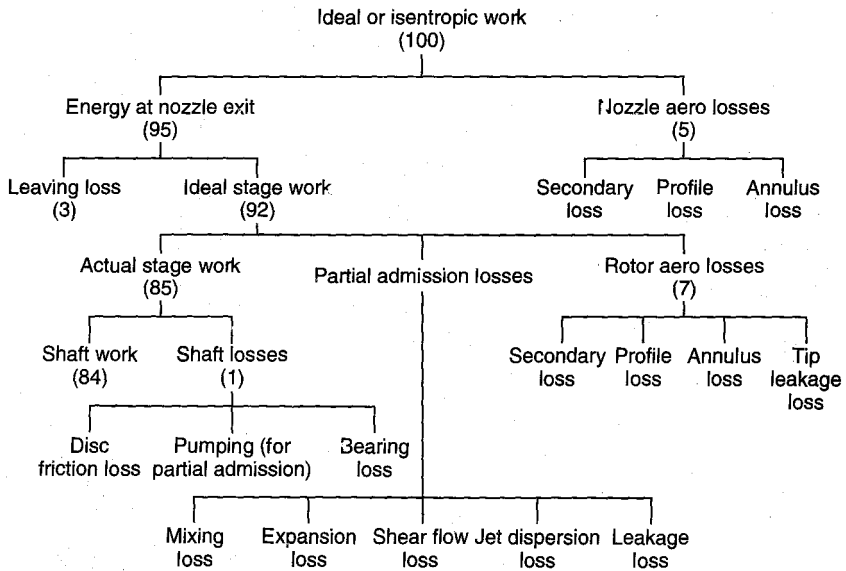 Ideal or isentropic work
(100)
Energy at nozzle exit
(95)
Nozzle aero losses
(5)
Leaving loss
(3)
Ideal stage work
(92)
Secondary
loss
Profile
loss
Annulus
loss
Actual stage work
(85)
Partial admission losses
Rotor aero losses
(7)
Shaft work
(84)
Shaft losses
(1)
Secondary
loss
Profile
loss
Annulus
loss
Tip
leakage
loss
Disc
friction loss
Pumping (for
partial admission)
Bearing
loss
Mixing
loss
Expansion
loss
Shear flow
loss
Jet dispersion
loss
Leakage
loss